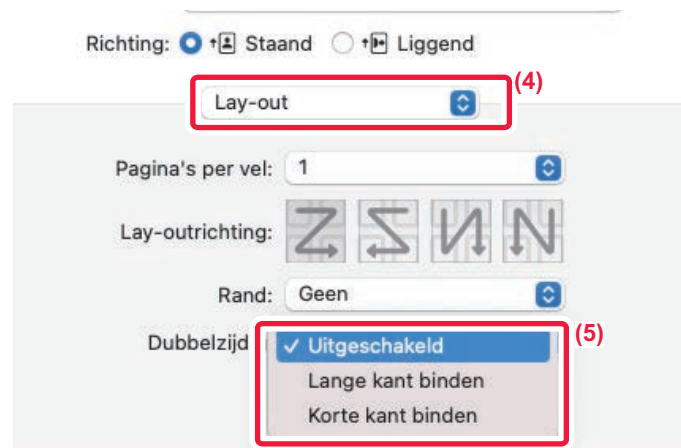 Richting: Staand Liggend
(4)
Lay-out
Pagina's per vel: 1
Lay-outrichting:
Rand: Geen
(5)
Dubbelzijd ✓ Uitgeschakeld
Lange kant binden
Korte kant binden